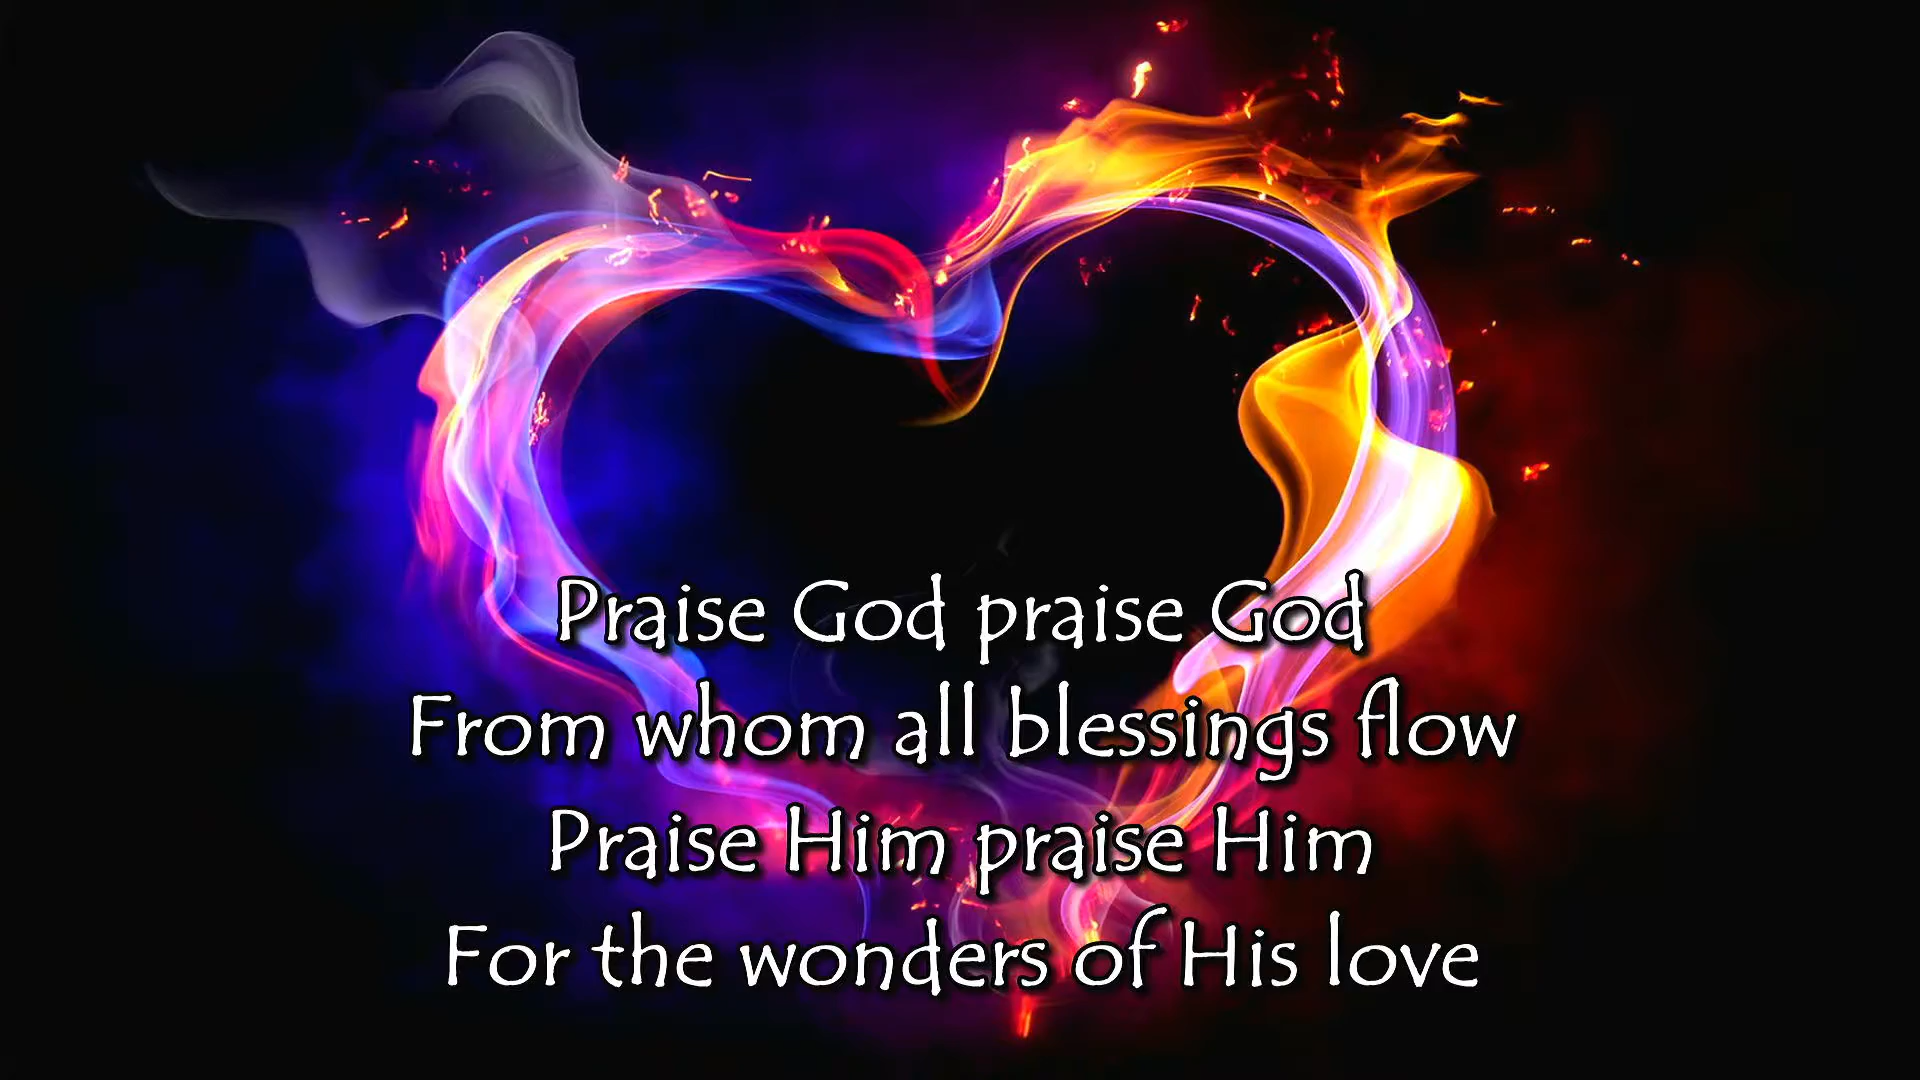 Praise God praise God
From whom all blessings flow
Praise Him praise Him
For the wonders of His love